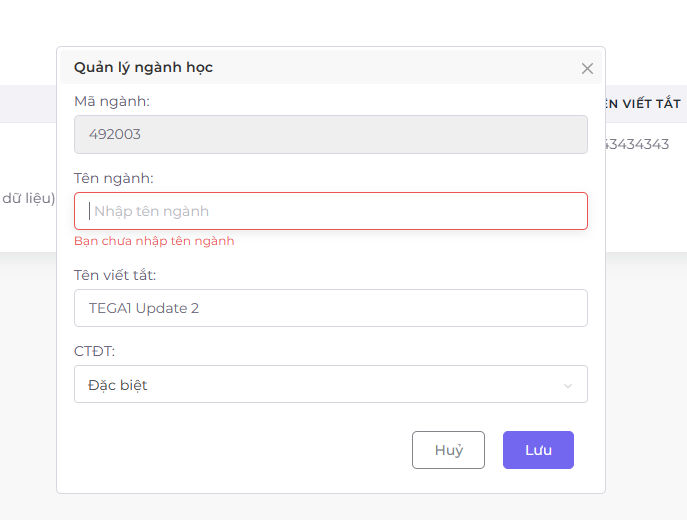 Quản lý ngành học
Mã ngành:
ÊN VIẾT TẮT
492003
43434343
Tên ngành:
dữ liệu)
Nhập tên ngành
Bạn chưa nhập tên ngành
Tên viết tắt:
TEGA1 Update 2
CTĐT:
Đặc biệt
Huỷ
Lưu